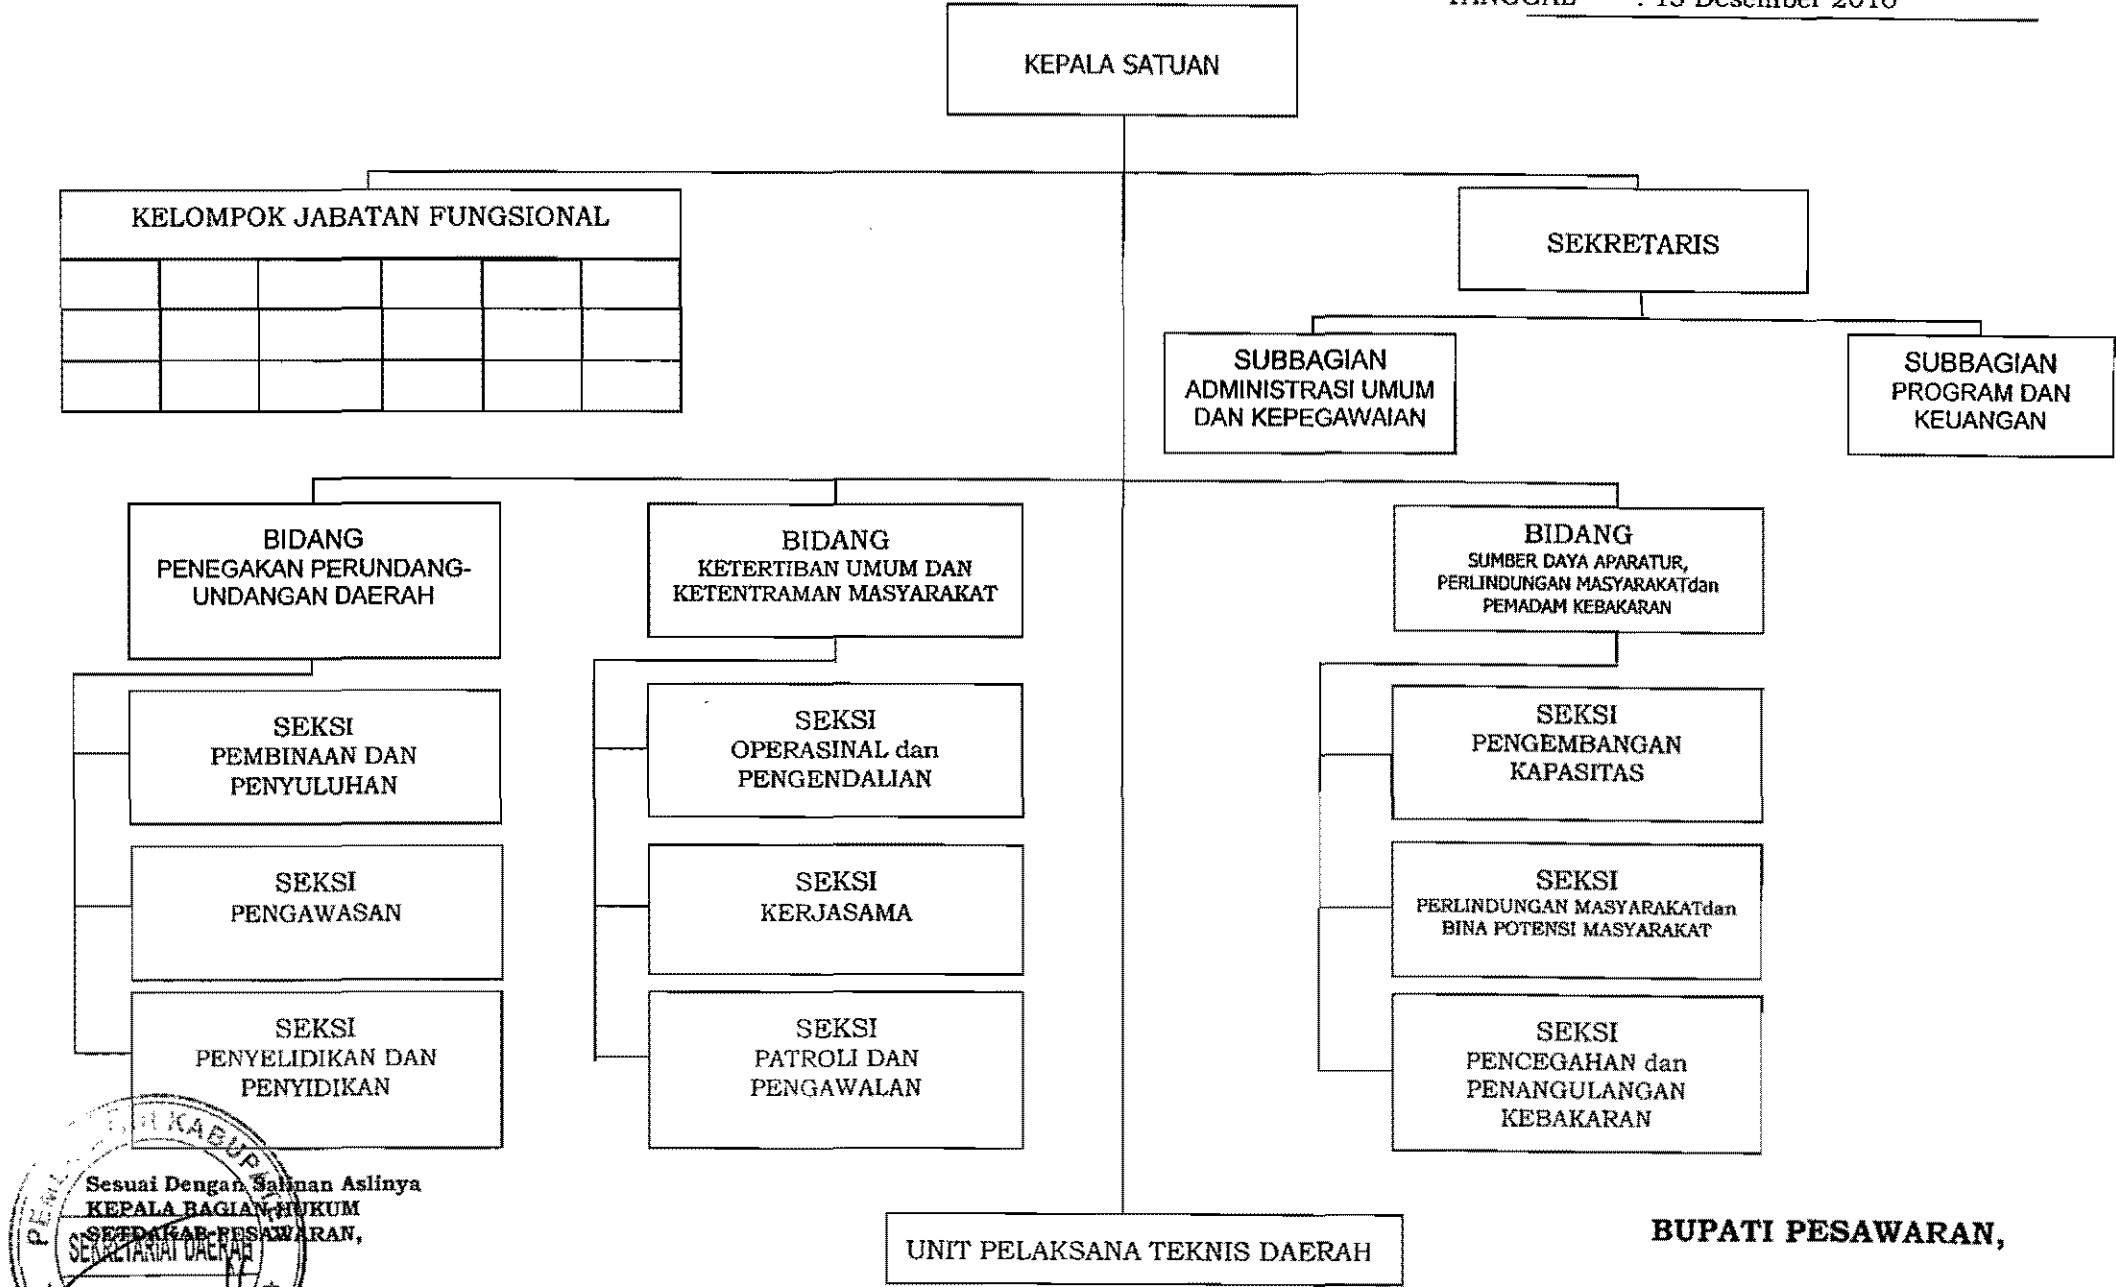 TANGGAL : 13 Desember 2016
KEPALA SATUAN
KELOMPOK JABATAN FUNGSIONAL
SEKRETARIS
SUBBAGIAN
ADMINISTRASI UMUM
DAN KEPEGAWAIAN
SUBBAGIAN
PROGRAM DAN
KEUANGAN
BIDANG
PENEGAKAN PERUNDANG-
UNDANGAN DAERAH
BIDANG
KETERTIBAN UMUM DAN
KETENTRAMAN MASYARAKAT
BIDANG
SUMBER DAYA APARATUR,
PERLINDUNGAN MASYARAKATdan
PEMADAM KEBAKARAN
SEKSI
PEMBINAAN DAN
PENYULUHAN
SEKSI
OPERASINAL dan
PENGENDALIAN
SEKSI
PENGEMBANGAN
KAPASITAS
SEKSI
PENGAWASAN
SEKSI
KERJASAMA
SEKSI
PERLINDUNGAN MASYARAKATdan
BINA POTENSI MASYARAKAT
SEKSI
PENYELIDIKAN DAN
PENYIDIKAN
SEKSI
PATROLI DAN
PENGAWALAN
SEKSI
PENCEGAHAN dan
PENANGULANGAN
KEBAKARAN
Sesuai Dengan Salinan Aslinya
KEPALA BAGIAN HUKUM
SETDAKAB PESAWARAN,
SEKRETARIAT DAERAH
UNIT PELAKSANA TEKNIS DAERAH
BUPATI PESAWARAN,